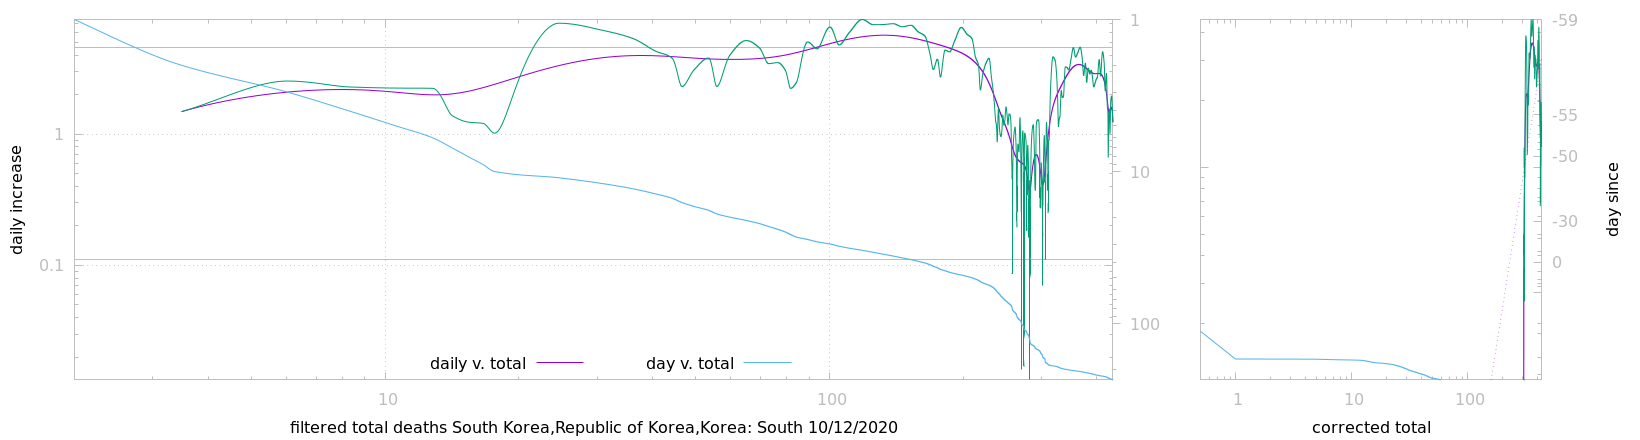 1
-59
-55
1
-50
daily increase
10
day since
-30
0.1
0
100
daily v. total
day v. total
10
100
1
10
100
filtered total deaths South Korea,Republic of Korea,Korea: South 10/12/2020
corrected total